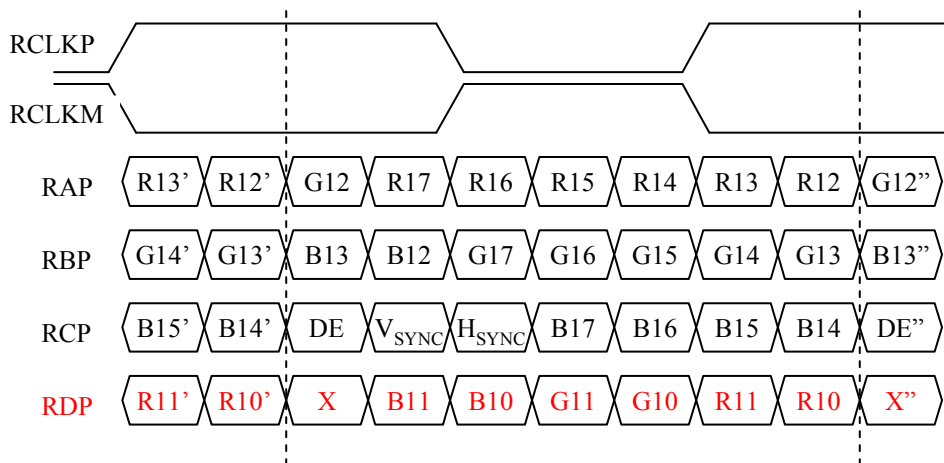 RCLKP
RCLKM
RAP R13’ R12’ G12 R17 R16 R15 R14 R13 R12 G12”
RBP G14’ G13’ B13 B12 G17 G16 G15 G14 G13 B13”
RCP B15’ B14’ DE VSYNC HSYNC B17 B16 B15 B14 DE”
RDP R11’ R10’ X B11 B10 G11 G10 R11 R10 X”